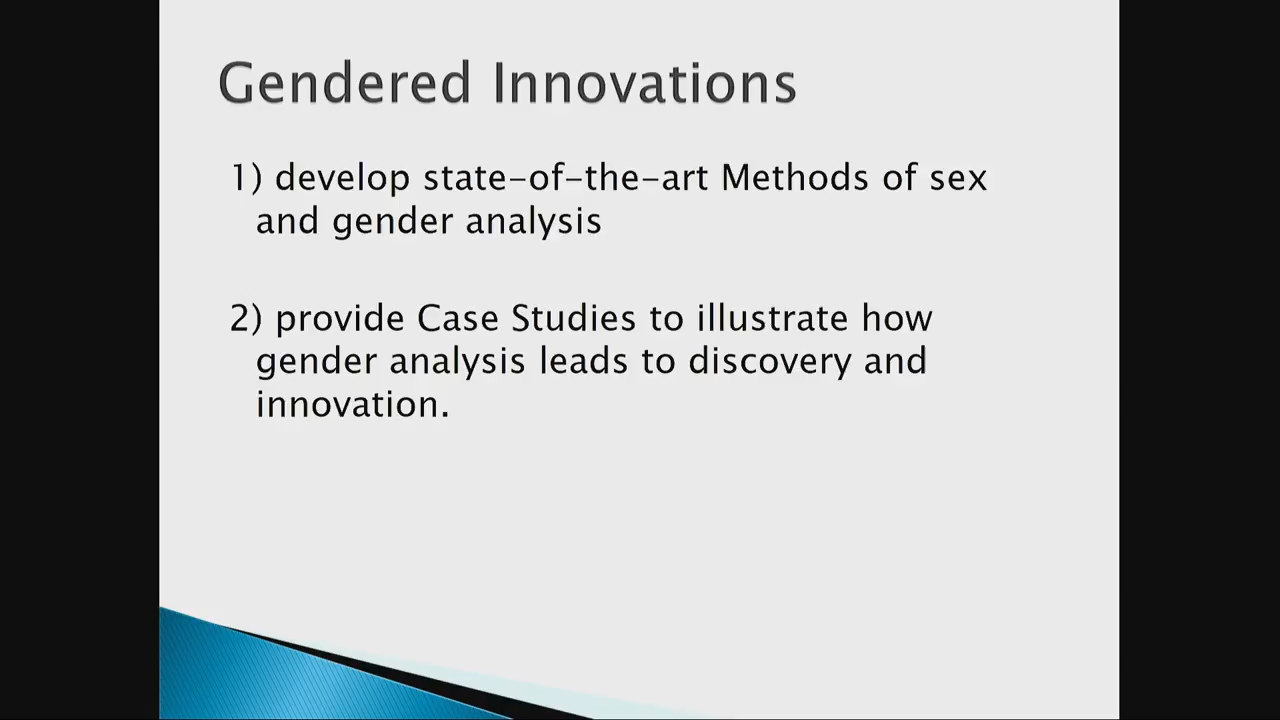 Gendered Innovations
1) develop state-of-the-art Methods of sex
and gender analysis
2) provide Case Studies to illustrate how
gender analysis leads to discovery and
innovation.